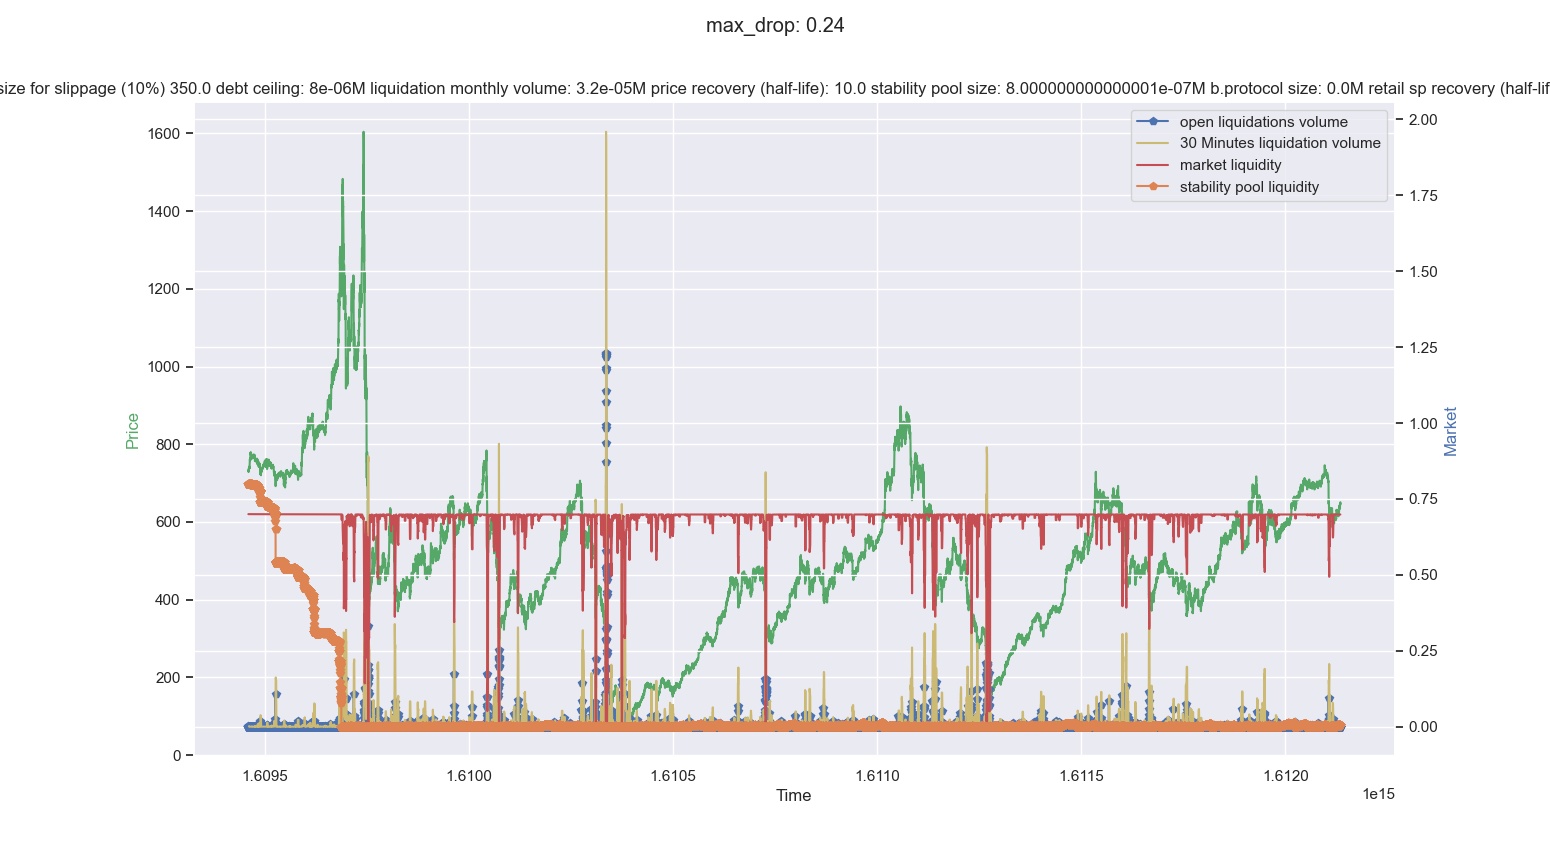 max_drop: 0.24
size for slippage (10%) 350.0 debt ceiling: 8e-06M liquidation monthly volume: 3.2e-05M price recovery (half-life): 10.0 stability pool size: 8.000000000000001e-07M b.protocol size: 0.0M retail sp recovery (half-lif
open liquidations volume
30 Minutes liquidation volume
market liquidity
stability pool liquidity
Price
1600
1400
1200
1000
800
600
400
200
0
2.00
1.75
1.50
1.25
1.00
0.75
0.50
0.25
0.00
Market
1.6095 1.6100 1.6105 1.6110 1.6115 1.6120
Time
1e15